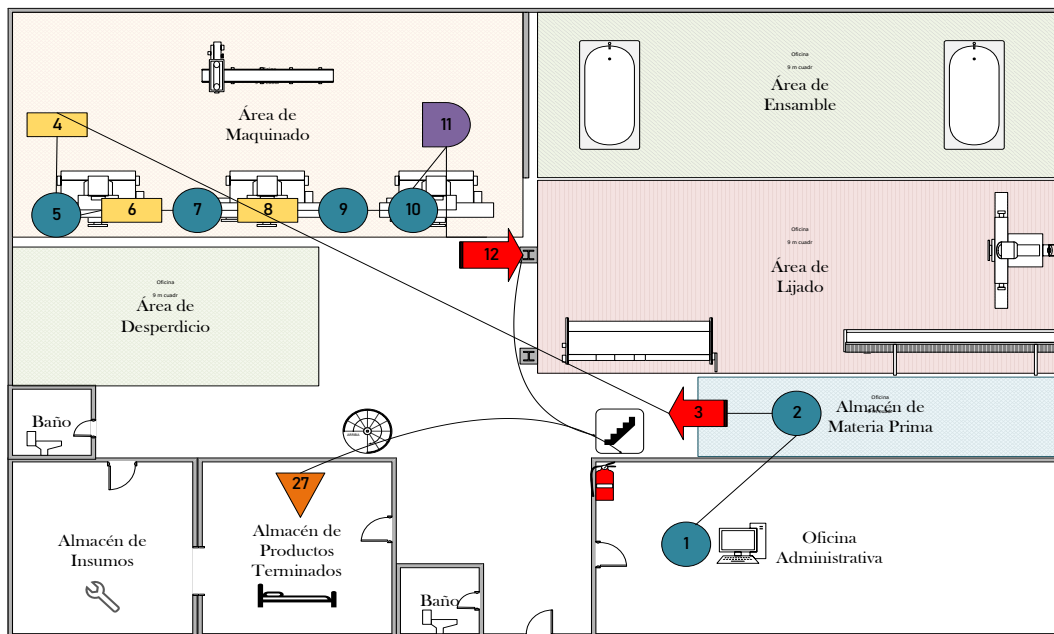 Oficina
9 m cuadr
Área de
Ensamble
Área de
Maquinado
4
11
5
6
7
8
9
10
12
Oficina
9 m cuadr
Área de
Lijado
Oficina
9 m cuadr
Área de
Desperdicio
3
2
Oficina
Almacén de
Materia Prima
Baño
27
Almacén de
Insumos
Almacén de
Productos
Terminados
1
Oficina
Administrativa
Baño